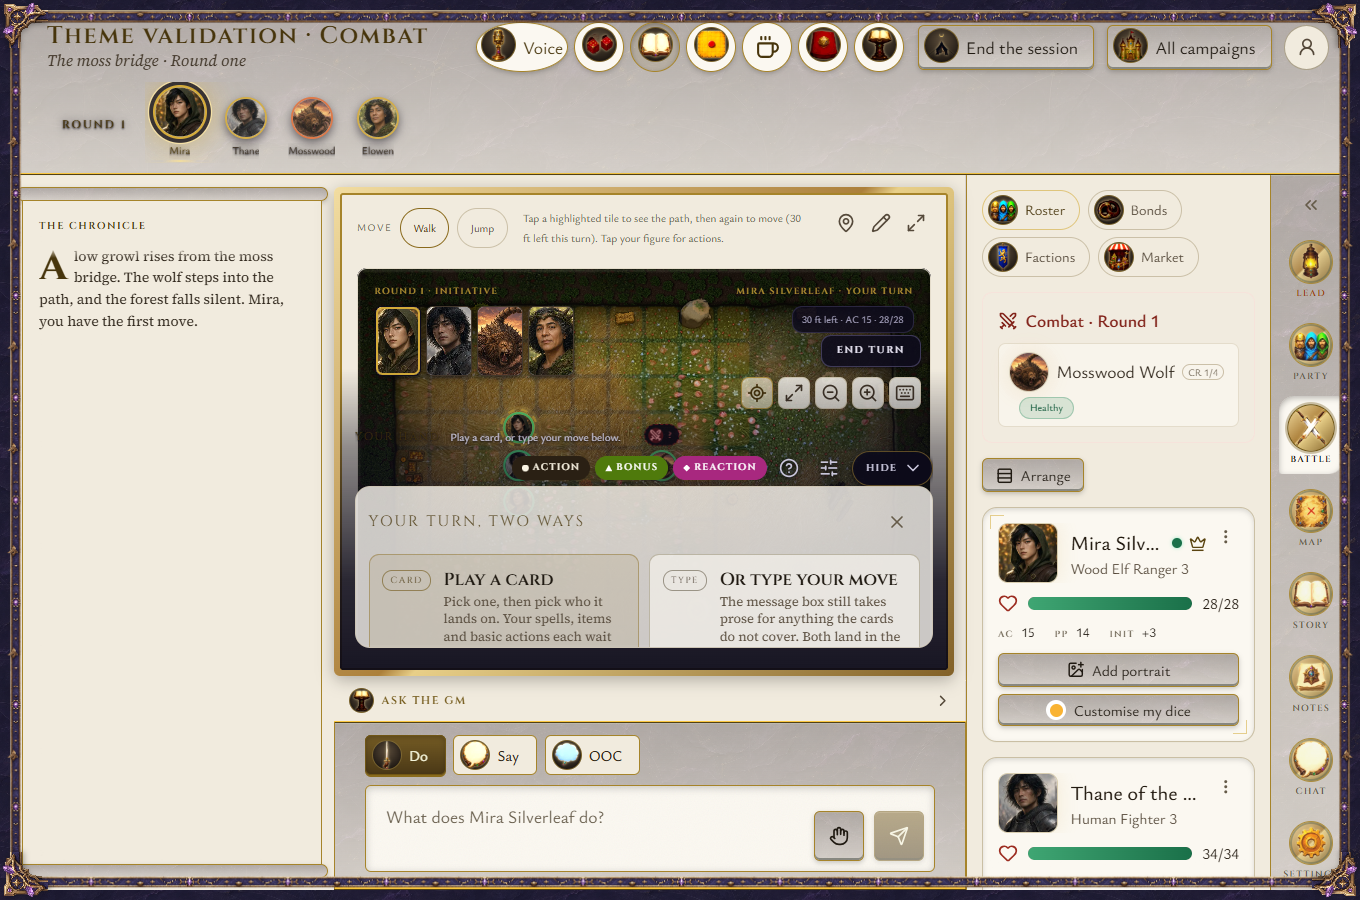 THEME VALIDATION · COMBAT
The moss bridge · Round one
Voice
End the session
All campaigns
ROUND 1
Mira
Thane
Mosswood
Elowen
THE CHRONICLE
A low growl rises from the moss
bridge. The wolf steps into the
path, and the forest falls silent. Mira,
you have the first move.
MOVE
Walk
Jump
Tap a highlighted tile to see the path, then again to move (30
ft left this turn). Tap your figure for actions.
ROUND 1 · INITIATIVE
MIRA SILVERLEAF · YOUR TURN
30 ft left · AC 15 · 28/28
END TURN
Play a card, or type your move below.
ACTION
BONUS
REACTION
HIDE
YOUR TURN, TWO WAYS
CARD
PLAY A CARD
Pick one, then pick who it
lands on. Your spells, items
and basic actions each wait
TYPE
OR TYPE YOUR MOVE
The message box still takes
prose for anything the cards
do not cover. Both land in the
ASK THE GM
Do
Say
OOC
What does Mira Silverleaf do?
Roster
Bonds
Factions
Market
Combat · Round 1
Mosswood Wolf
CR 1/4
Healthy
Arrange
Mira Silv...
Wood Elf Ranger 3
28/28
AC 15 PP 14 INIT +3
Add portrait
Customise my dice
Thane of the ...
Human Fighter 3
34/34
LEAD
PARTY
BATTLE
MAP
STORY
NOTES
CHAT